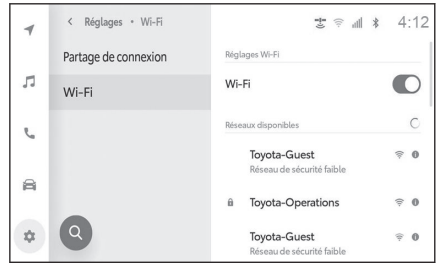 < Réglages • Wi-Fi
4:12
Partage de connexion
Wi-Fi
Réglages Wi-Fi
Wi-Fi
Réseaux disponibles
Toyota-Guest
Réseau de sécurité faible
Toyota-Operations
Toyota-Guest
Réseau de sécurité faible